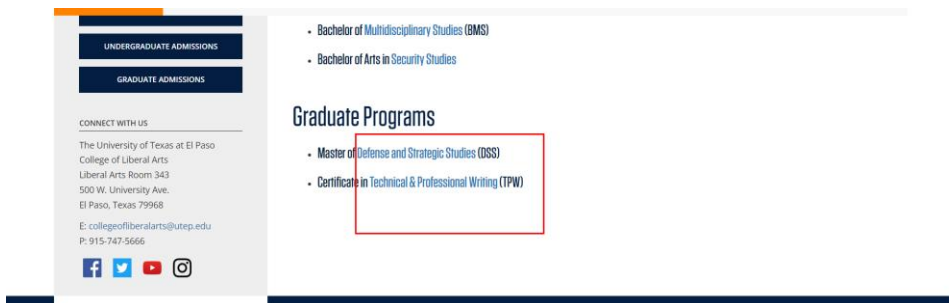 UNDERGRADUATE ADMISSIONS
GRADUATE ADMISSIONS
CONNECT WITH US
The University of Texas at El Paso
College of Liberal Arts
Liberal Arts Room 343
500 W. University Ave.
El Paso, Texas 79968
E: collegeofliberalarts@utep.edu
P: 915-747-5666
• Bachelor of Multidisciplinary Studies (BMS)
• Bachelor of Arts in Security Studies
Graduate Programs
• Master of Defense and Strategic Studies (DSS)
• Certificate in Technical & Professional Writing (TPW)